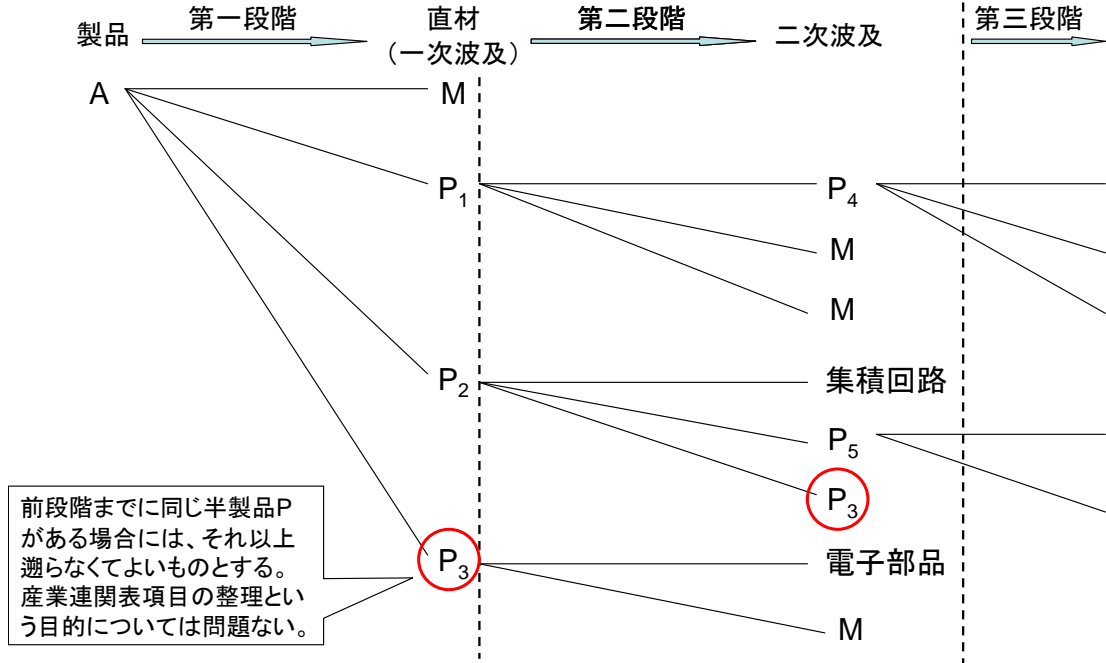 製品
第一段階
直材
(一次波及)
第二段階
二次波及
第三段階
A
M
P1
P4
M
M
P2
集積回路
P5
P3
前段階までに同じ半製品P
がある場合には、それ以上
遡らなくてよいものとする。
産業連関表項目の整理とい
う目的については問題ない。
P3
電子部品
M